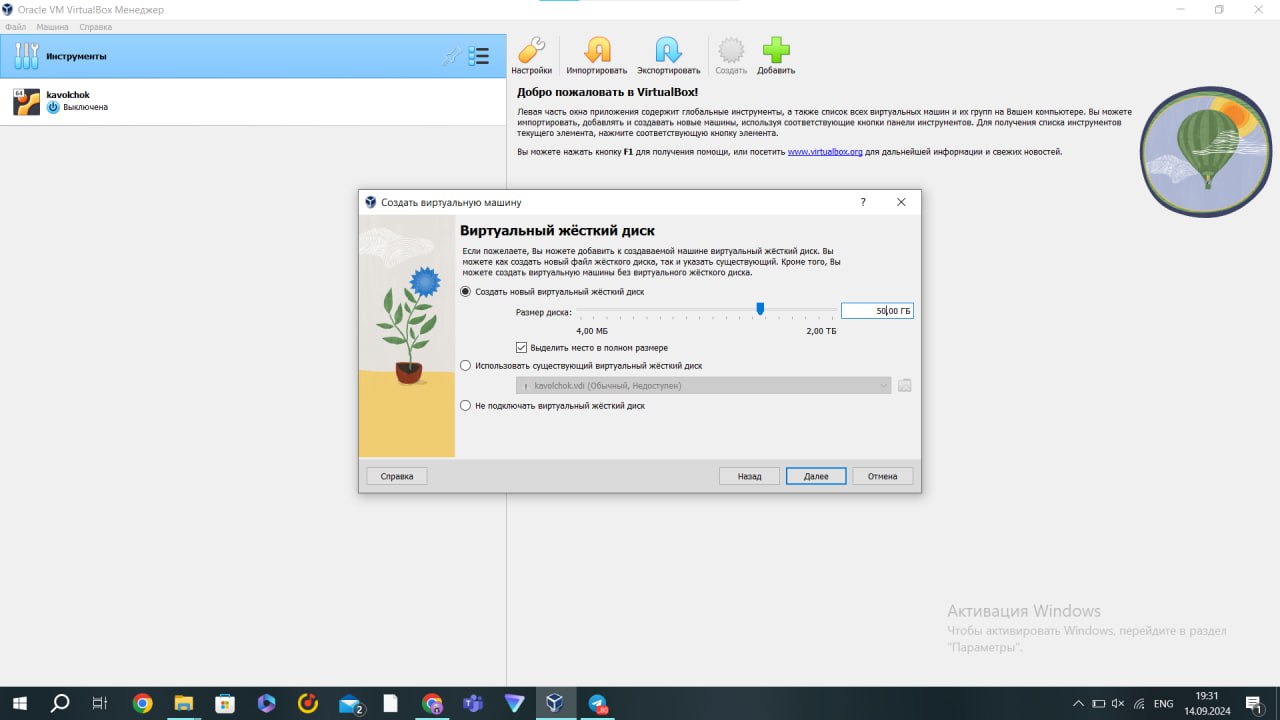 Oracle VM VirtualBox Менеджер
Файл Машина Справка
Инструменты
Настройки Импортировать Экспортировать Создать Добавить
64
kavolchok
Выключена
Добро пожаловать в VirtualBox!
Левая часть окна приложения содержит глобальные инструменты, а также список всех виртуальных машин и их групп на Вашем компьютере. Вы можете
импортировать, добавлять и создавать новые машины, используя соответствующие кнопки панели инструментов. Для получения списка инструментов
текущего элемента, нажмите соответствующую кнопку элемента.
Вы можете нажать кнопку F1 для получения помощи, или посетить www.virtualbox.org для дальнейшей информации и свежих новостей.
Создать виртуальную машину
?
Виртуальный жёсткий диск
Если пожелаете, Вы можете добавить к создаваемой машине виртуальный жёсткий диск. Вы
можете как создать новый файл жёсткого диска, так и указать существующий. Кроме того, Вы
можете создать виртуальную машины без виртуального жёсткого диска.
Создать новый виртуальный жёсткий диск
Размер диска: 50,00 ГБ
4,00 МБ 2,00 ТБ
Выделить место в полном размере
Использовать существующий виртуальный жёсткий диск
kavolchok.vdi (Обычный, Недоступен)
Не подключать виртуальный жёсткий диск
Справка Назад Далее Отмена
Активация Windows
Чтобы активировать Windows, перейдите в раздел
"Параметры".
2
ENG
19:31
14.09.2024
1